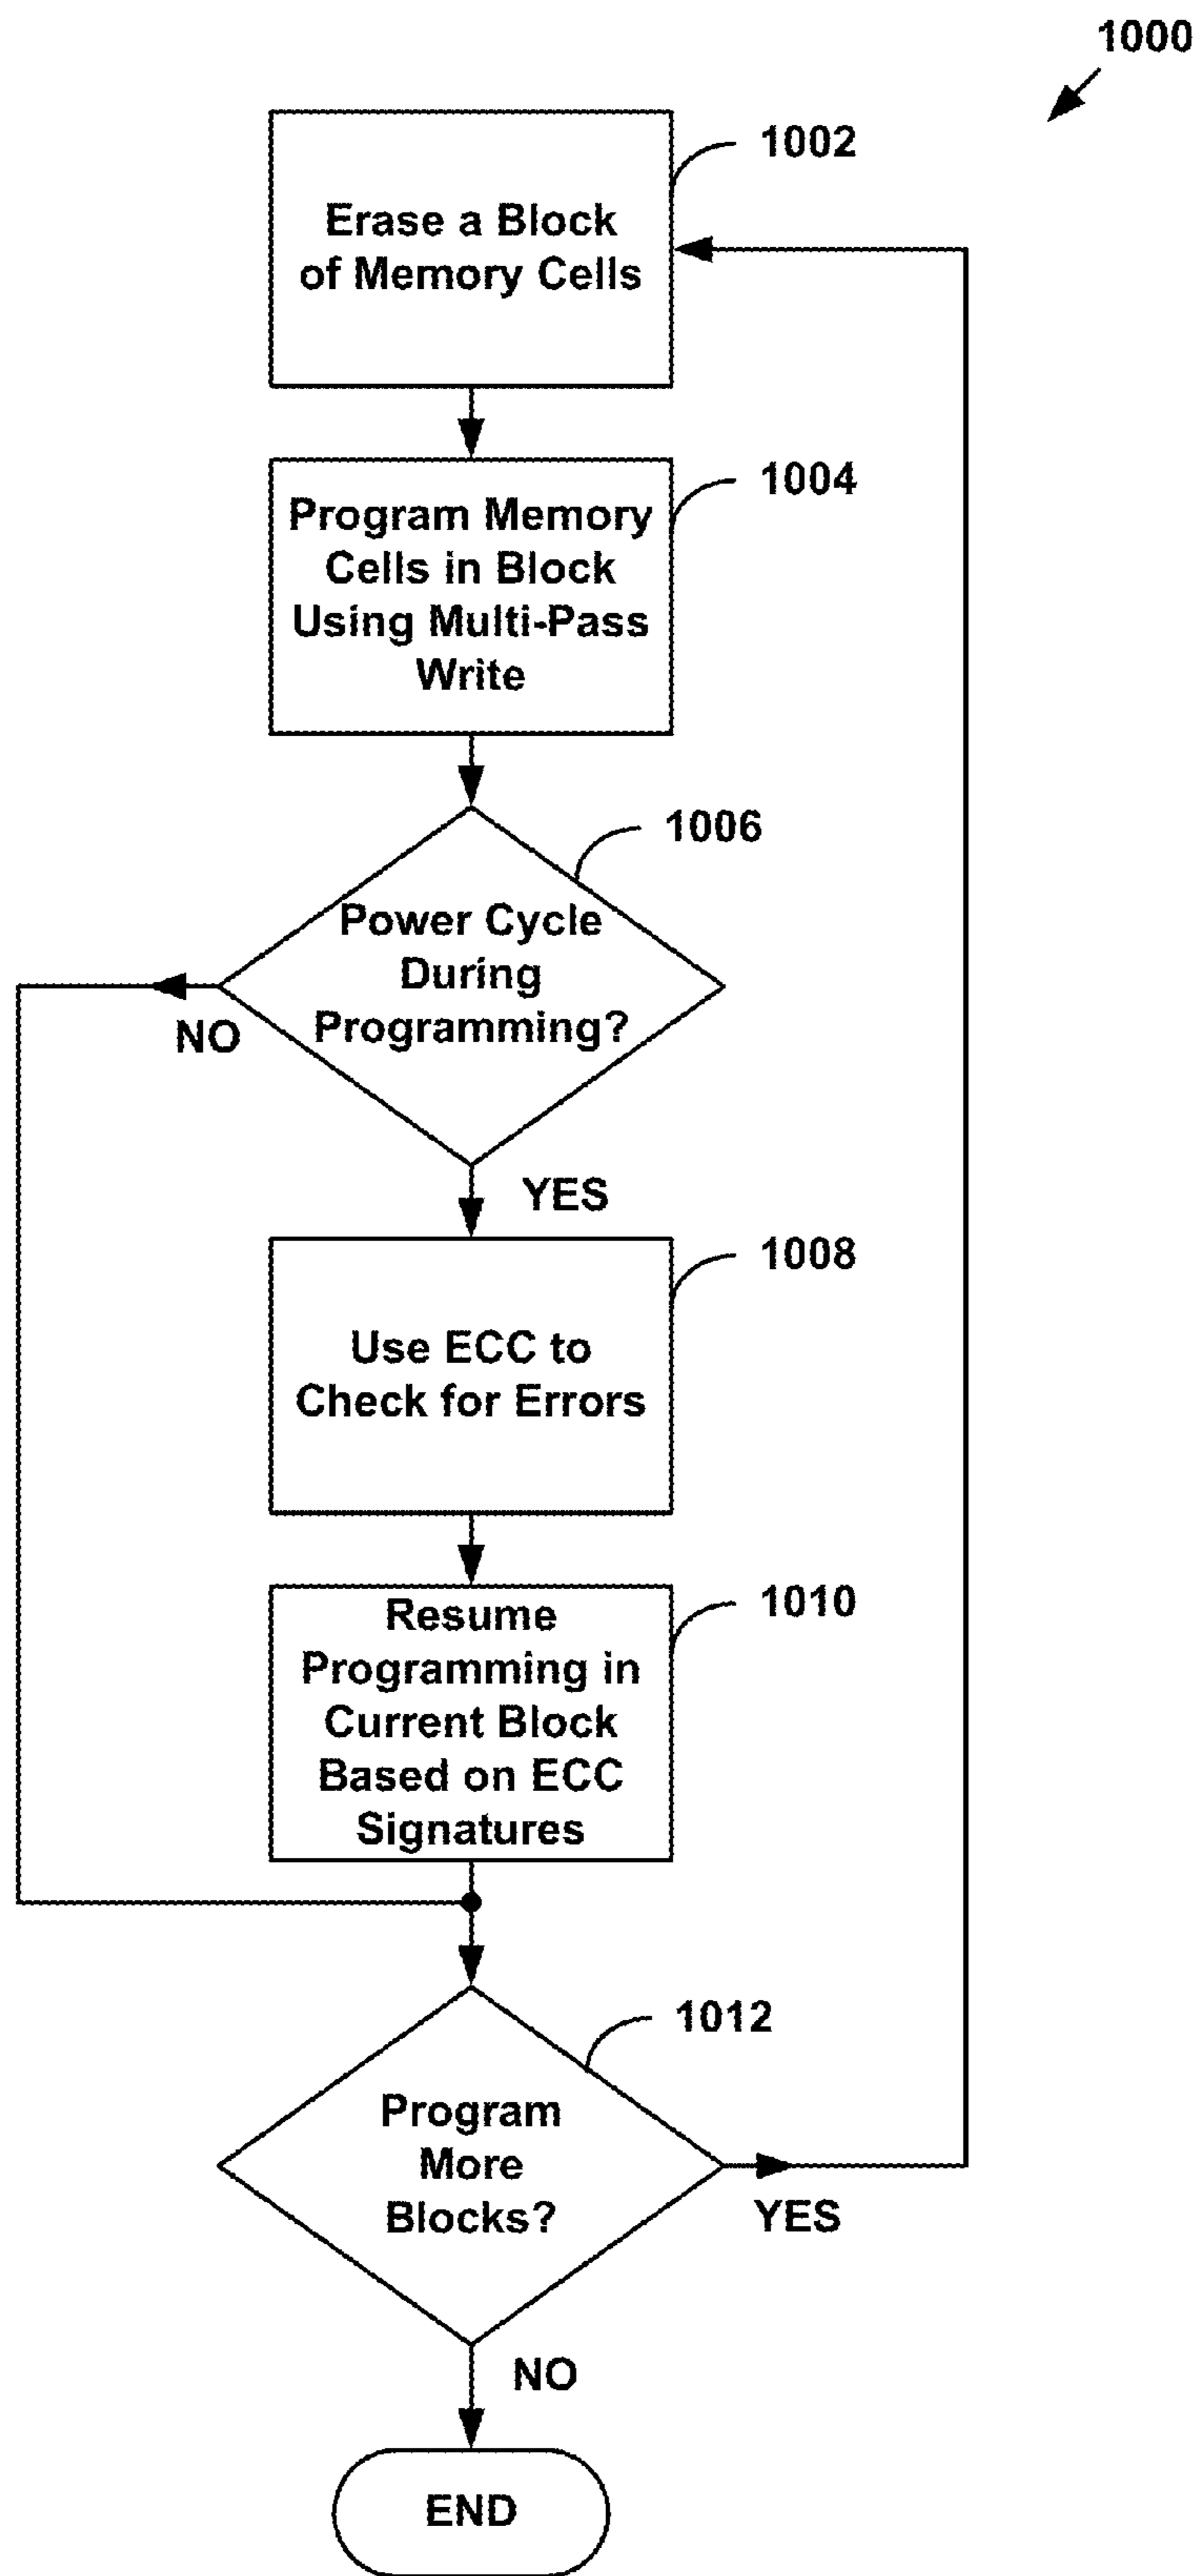 1000
1002
Erase a Block
of Memory Cells
1004
Program Memory
Cells in Block
Using Multi-Pass
Write
1006
Power Cycle
During
Programming?
NO
YES
1008
Use ECC to
Check for Errors
1010
Resume
Programming in
Current Block
Based on ECC
Signatures
1012
Program
More
Blocks?
YES
NO
END